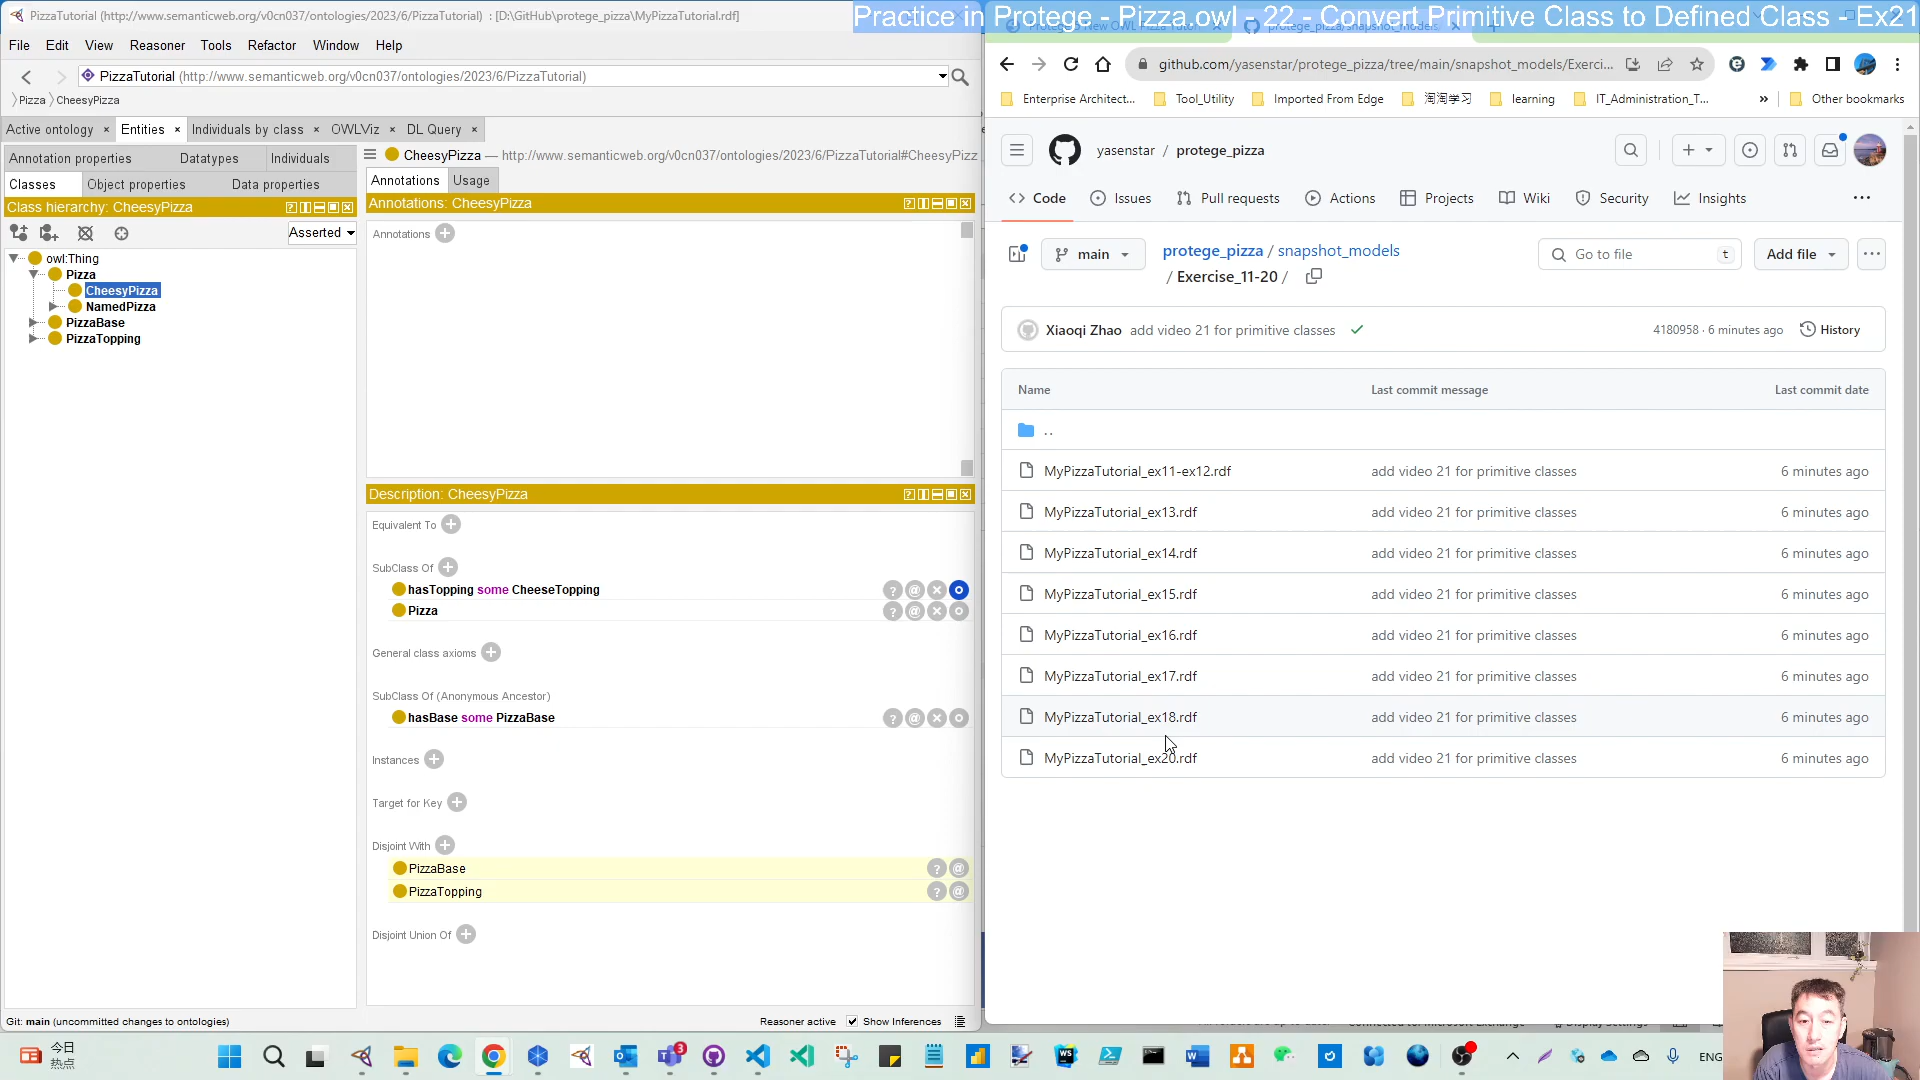 PizzaTutorial (http://www.semanticweb.org/v0cn037/ontologies/2023/6/PizzaTutorial) : [D:\GitHub\protege_pizza\MyPizzaTutorial.rdf]
Practice in Protege - Pizza.owl - 22 - Convert Primitive Class to Defined Class - Ex21
File Edit View Reasoner Tools Refactor Window Help
PizzaTutorial (http://www.semanticweb.org/v0cn037/ontologies/2023/6/PizzaTutorial)
Pizza CheesyPizza
Active ontology × Entities × Individuals by class × OWLViz × DL Query ×
Annotation properties Datatypes Individuals
Classes Object properties Data properties
Class hierarchy: CheesyPizza
Asserted
owl:Thing
Pizza
CheesyPizza
NamedPizza
PizzaBase
PizzaTopping
CheesyPizza — http://www.semanticweb.org/v0cn037/ontologies/2023/6/PizzaTutorial#CheesyPizz
Annotations Usage
Annotations: CheesyPizza
Annotations
Description: CheesyPizza
Equivalent To
SubClass Of
hasTopping some CheeseTopping
Pizza
General class axioms
SubClass Of (Anonymous Ancestor)
hasBase some PizzaBase
Instances
Target for Key
Disjoint With
PizzaBase
PizzaTopping
Disjoint Union Of
Git: main (uncommitted changes to ontologies)
Reasoner active Show Inferences
github.com/yasenstar/protege_pizza/tree/main/snapshot_models/Exerci...
Enterprise Architect... Tool_Utility Imported From Edge 淘淘学习 learning IT_Administration_T... » Other bookmarks
yasenstar / protege_pizza
Code Issues Pull requests Actions Projects Wiki Security Insights
main
protege_pizza / snapshot_models
/ Exercise_11-20 /
Go to file t
Add file
Xiaoqi Zhao add video 21 for primitive classes
4180958 · 6 minutes ago History
Name Last commit message Last commit date
..
MyPizzaTutorial_ex11-ex12.rdf add video 21 for primitive classes 6 minutes ago
MyPizzaTutorial_ex13.rdf add video 21 for primitive classes 6 minutes ago
MyPizzaTutorial_ex14.rdf add video 21 for primitive classes 6 minutes ago
MyPizzaTutorial_ex15.rdf add video 21 for primitive classes 6 minutes ago
MyPizzaTutorial_ex16.rdf add video 21 for primitive classes 6 minutes ago
MyPizzaTutorial_ex17.rdf add video 21 for primitive classes 6 minutes ago
MyPizzaTutorial_ex18.rdf add video 21 for primitive classes 6 minutes ago
MyPizzaTutorial_ex20.rdf add video 21 for primitive classes 6 minutes ago
今日
热点
3
ENG